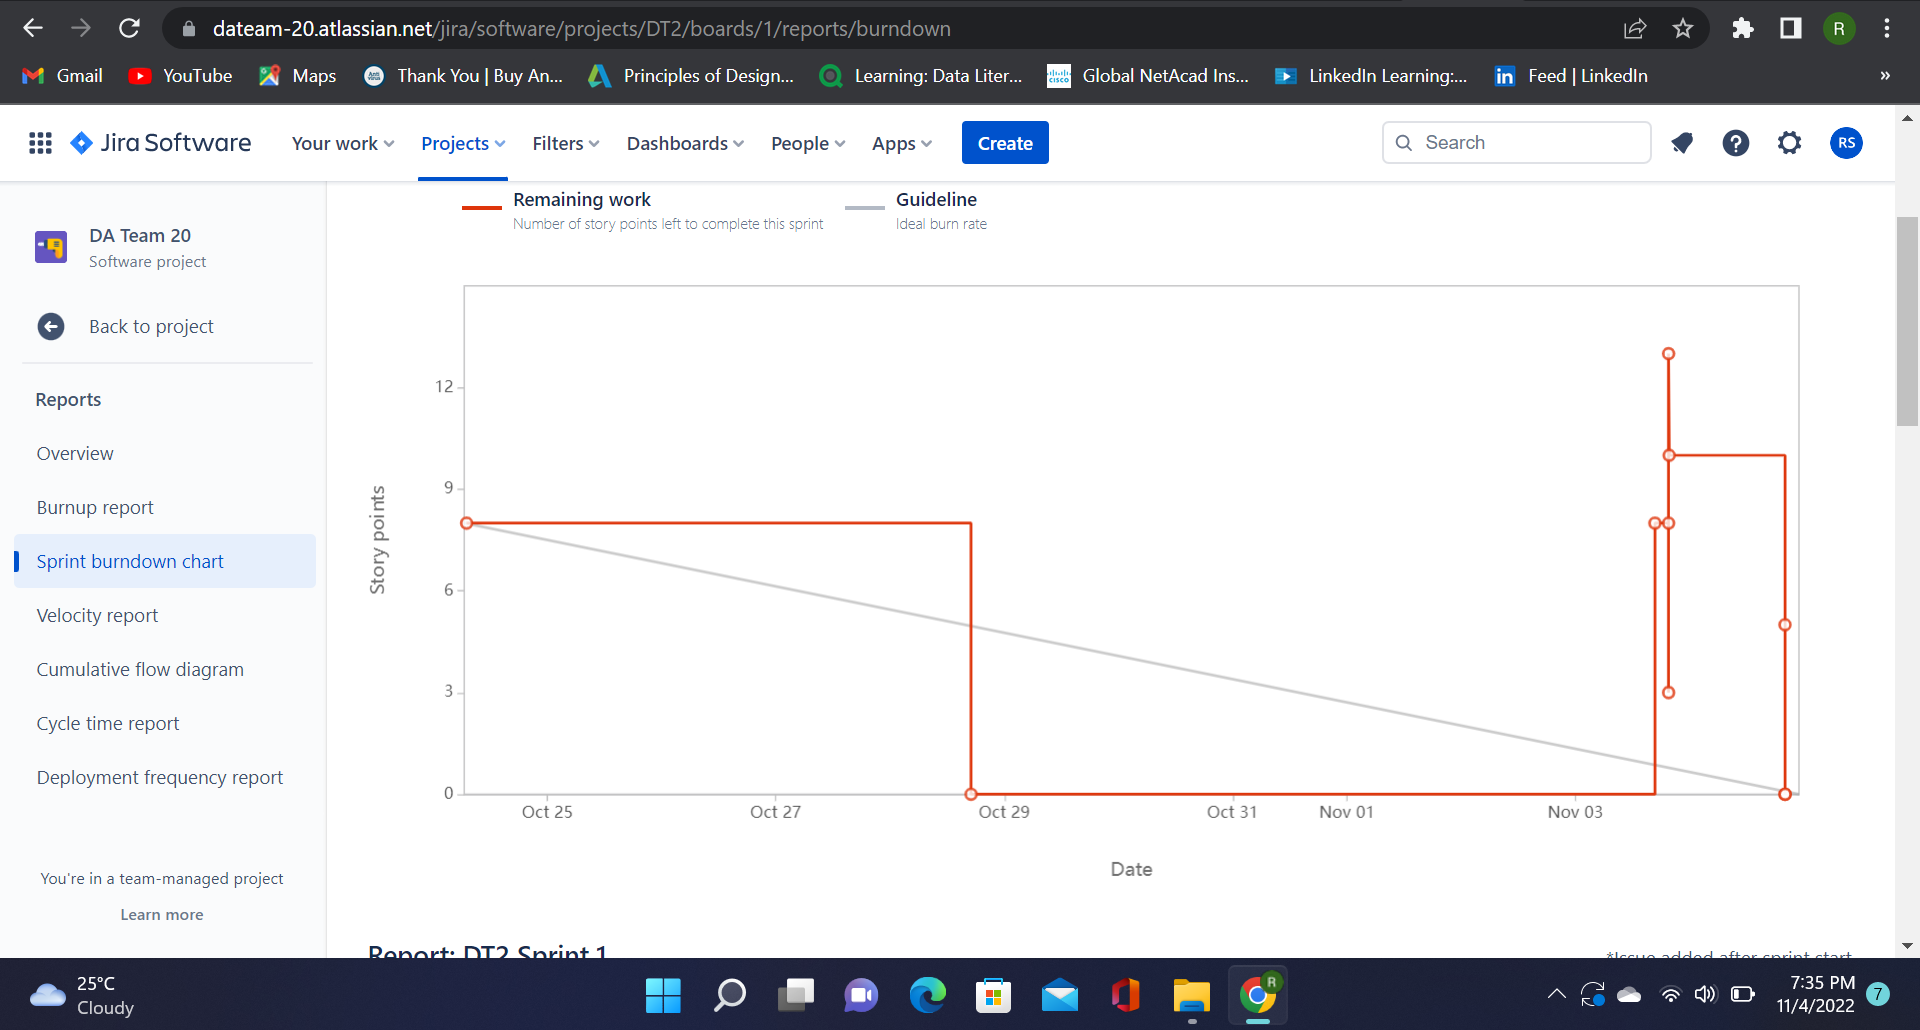 dateam-20.atlassian.net/jira/software/projects/DT2/boards/1/reports/burndown
R
Gmail
YouTube
Maps
Thank You | Buy An...
Principles of Design...
Learning: Data Liter...
Global NetAcad Ins...
LinkedIn Learning:...
Feed | LinkedIn
»
Jira Software
Your work
Projects
Filters
Dashboards
People
Apps
Create
Search
RS
DA Team 20
Software project
Back to project
Reports
Overview
Burnup report
Sprint burndown chart
Velocity report
Cumulative flow diagram
Cycle time report
Deployment frequency report
You're in a team-managed project
Learn more
Remaining work
Number of story points left to complete this sprint
Guideline
Ideal burn rate
Story points
12
9
6
3
0
Oct 25
Oct 27
Oct 29
Oct 31
Nov 01
Nov 03
Date
Report: DT2 Sprint 1
*Issue added after sprint start
25°C
Cloudy
R
7:35 PM
11/4/2022
7